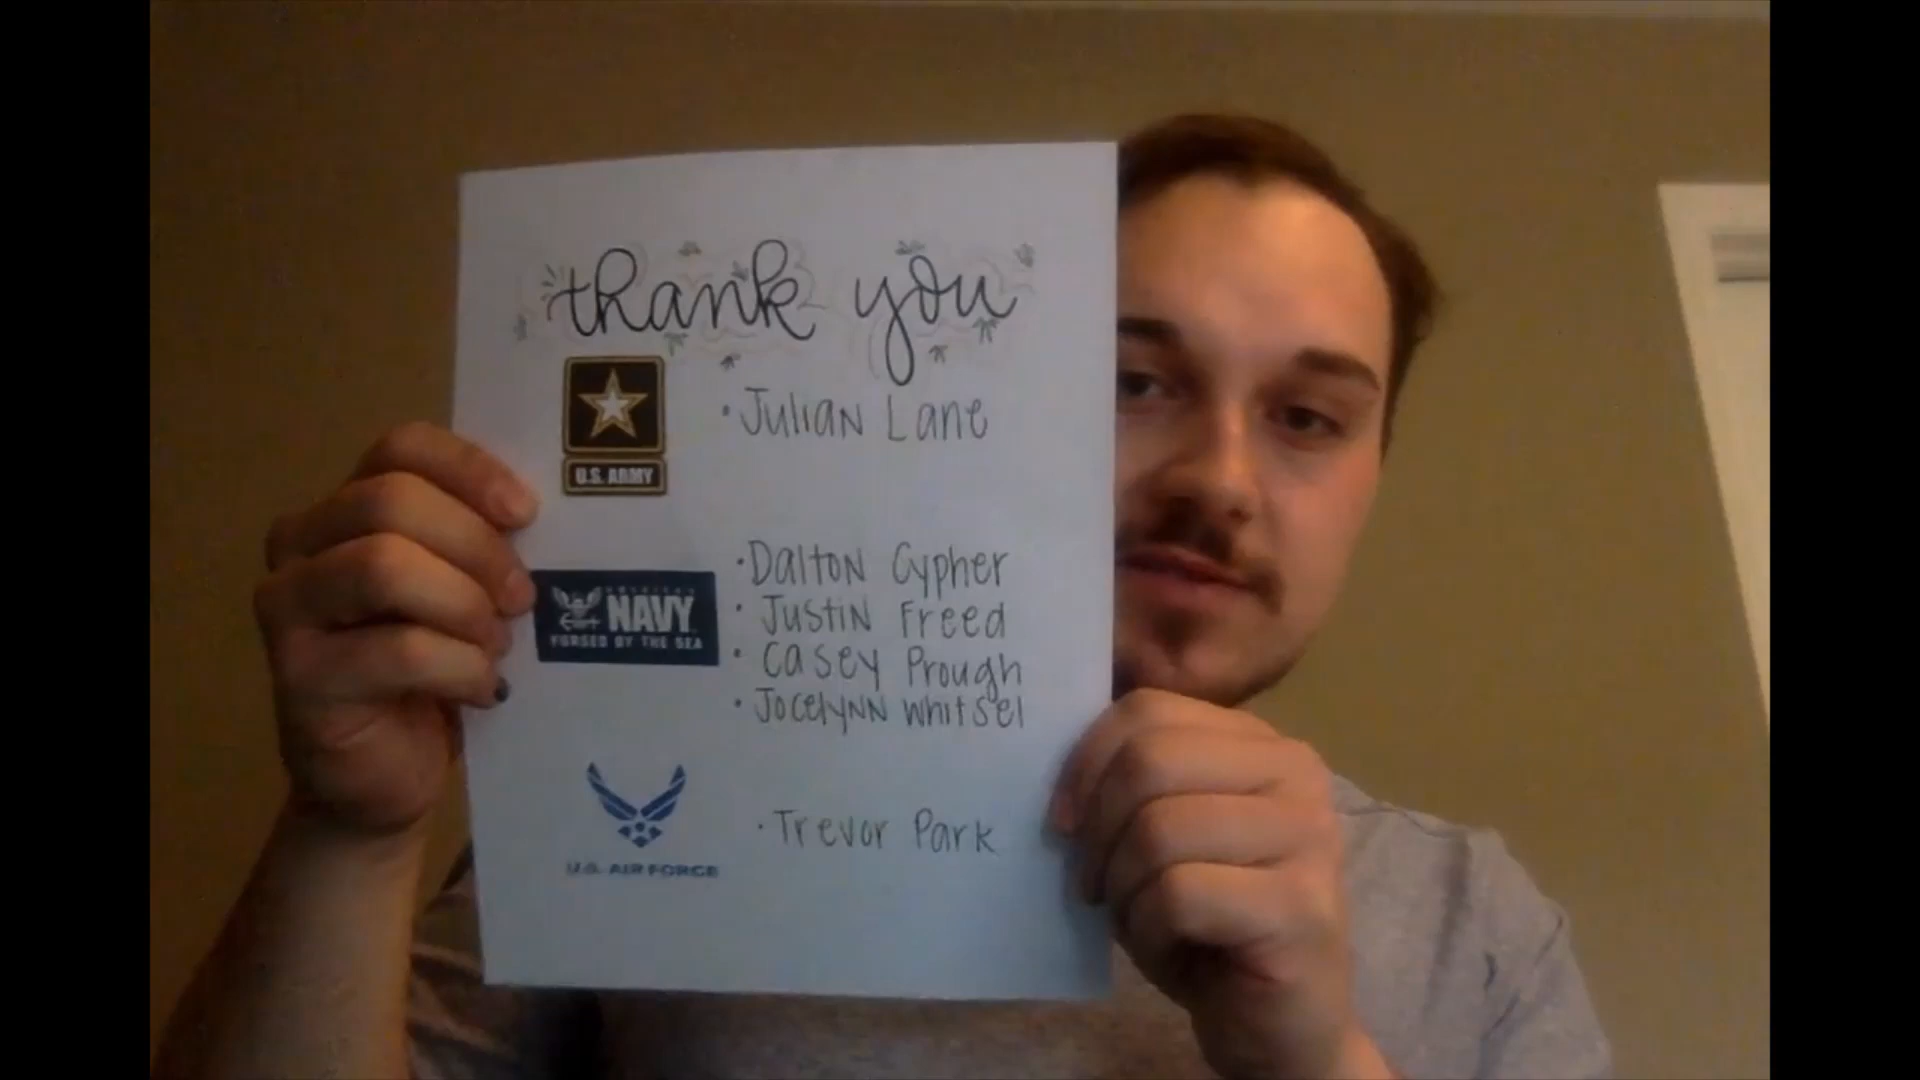 thank you
· Julian Lane
U.S. ARMY
· Dalton Cypher
AMERICA'S
NAVY
FORGED BY THE SEA
· Justin Freed
· Casey Prough
· Jocelynn Whitsel
· Trevor Park
U.S. AIR FORCE